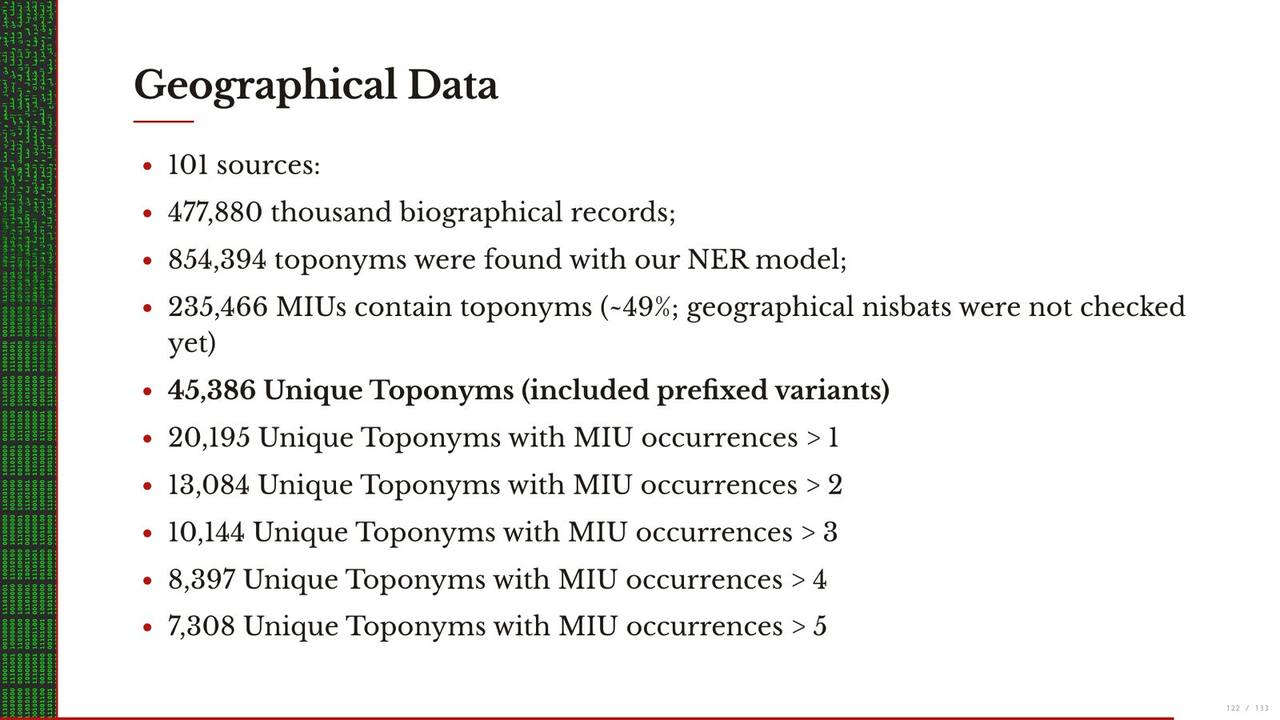 Geographical Data
101 sources:
477,880 thousand biographical records;
854,394 toponyms were found with our NER model;
235,466 MIUs contain toponyms (~49%; geographical nisbaŧs were not checked
yet)
45,386 Unique Toponyms (included prefixed variants)
20,195 Unique Toponyms with MIU occurrences > 1
13,084 Unique Toponyms with MIU occurrences > 2
10,144 Unique Toponyms with MIU occurrences > 3
8,397 Unique Toponyms with MIU occurrences > 4
7,308 Unique Toponyms with MIU occurrences > 5
122 / 133